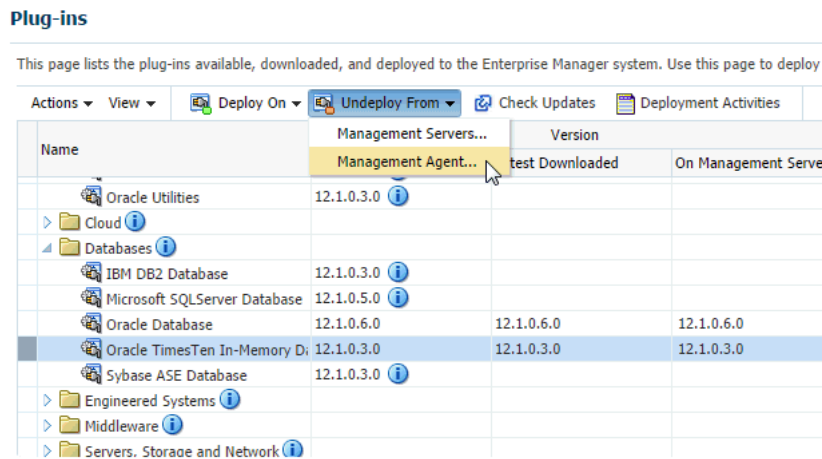 Plug-ins
This page lists the plug-ins available, downloaded, and deployed to the Enterprise Manager system. Use this page to deploy
Actions View Deploy On Undeploy From Check Updates Deployment Activities
Management Servers...
Version
Name
Management Agent...
test Downloaded
On Management Serve
Oracle Utilities 12.1.0.3.0
Cloud
Databases
IBM DB2 Database 12.1.0.3.0
Microsoft SQLServer Database 12.1.0.5.0
Oracle Database 12.1.0.6.0 12.1.0.6.0 12.1.0.6.0
Oracle TimesTen In-Memory Da 12.1.0.3.0 12.1.0.3.0 12.1.0.3.0
Sybase ASE Database 12.1.0.3.0
Engineered Systems
Middleware
Servers, Storage and Network